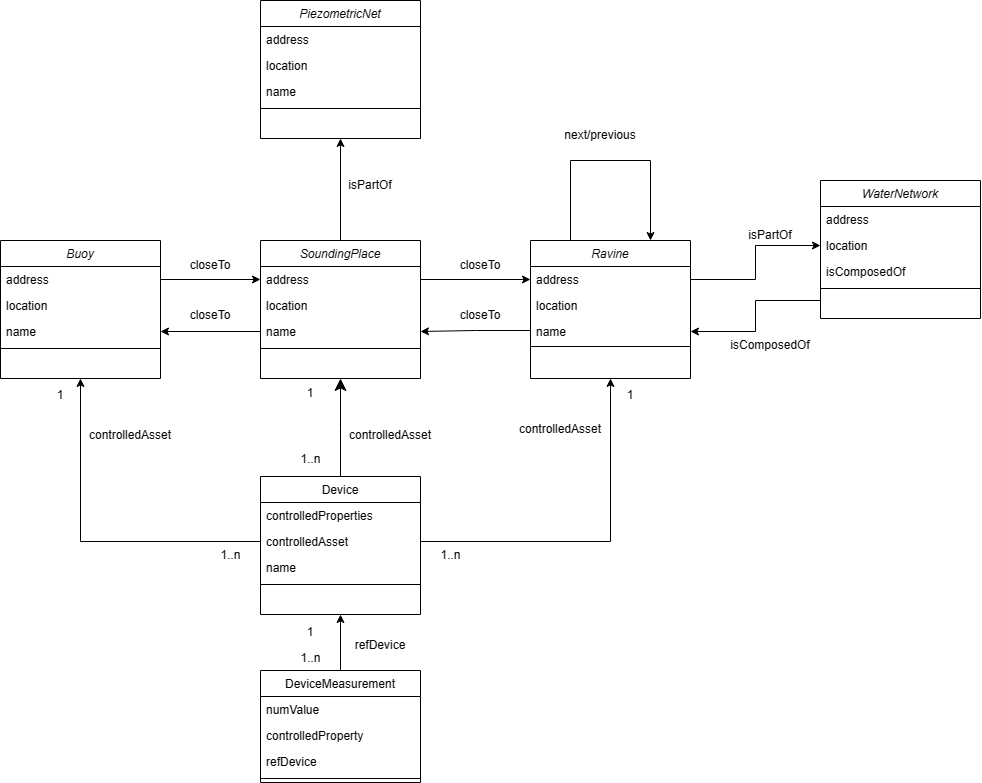 PiezometricNet
address
location
name
isPartOf
next/previous
WaterNetwork
address
location
isComposedOf
isPartOf
isComposedOf
Buoy
address
location
name
closeTo
closeTo
SoundingPlace
address
location
name
closeTo
closeTo
Ravine
address
location
name
1
controlledAsset
1
controlledAsset
1..n
1
controlledAsset
Device
controlledProperties
controlledAsset
name
1..n
1..n
1
refDevice
1..n
DeviceMeasurement
numValue
controlledProperty
refDevice